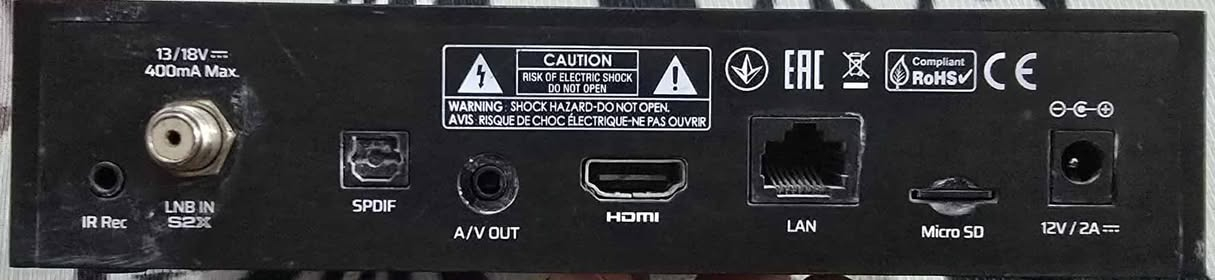 13/18V⎓
400mA Max.
IR Rec
LNB IN
S2X
SPDIF
A/V OUT
CAUTION
RISK OF ELECTRIC SHOCK
DO NOT OPEN
WARNING : SHOCK HAZARD-DO NOT OPEN.
AVIS : RISQUE DE CHOC ÉLECTRIQUE-NE PAS OUVRIR
HDMI
EAC
Compliant
RoHS✓
CE
LAN
Micro SD
12V / 2A⎓